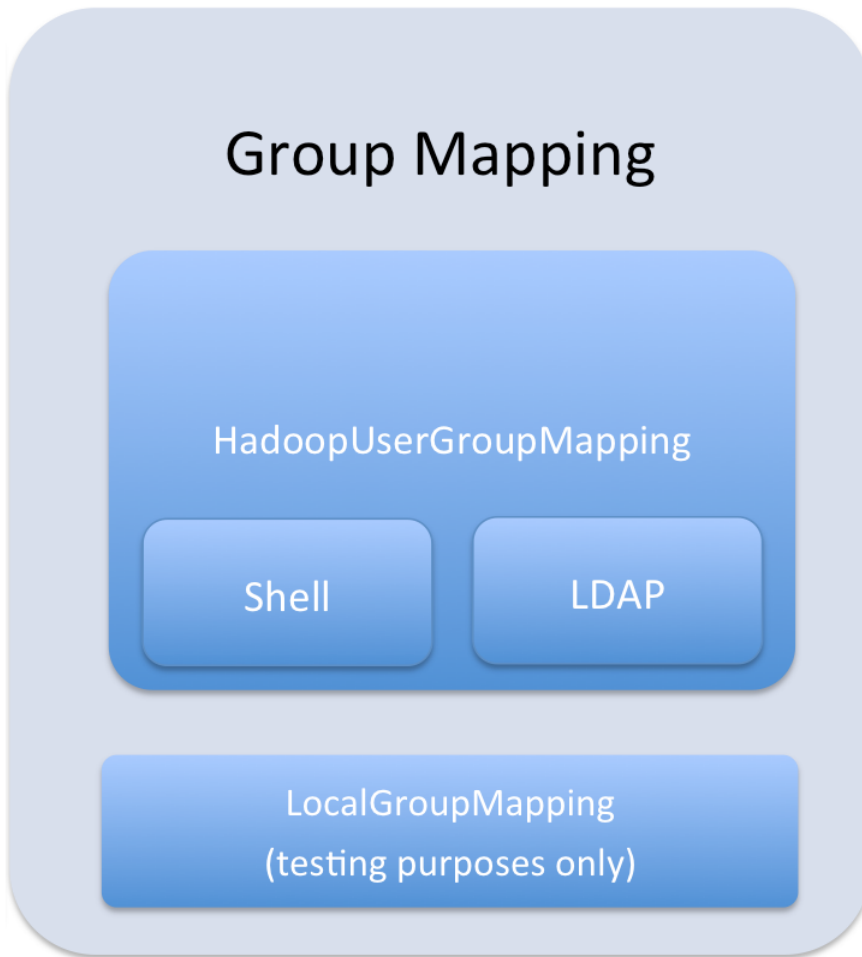 Group Mapping
HadoopUserGroupMapping
Shell
LDAP
LocalGroupMapping
(testing purposes only)